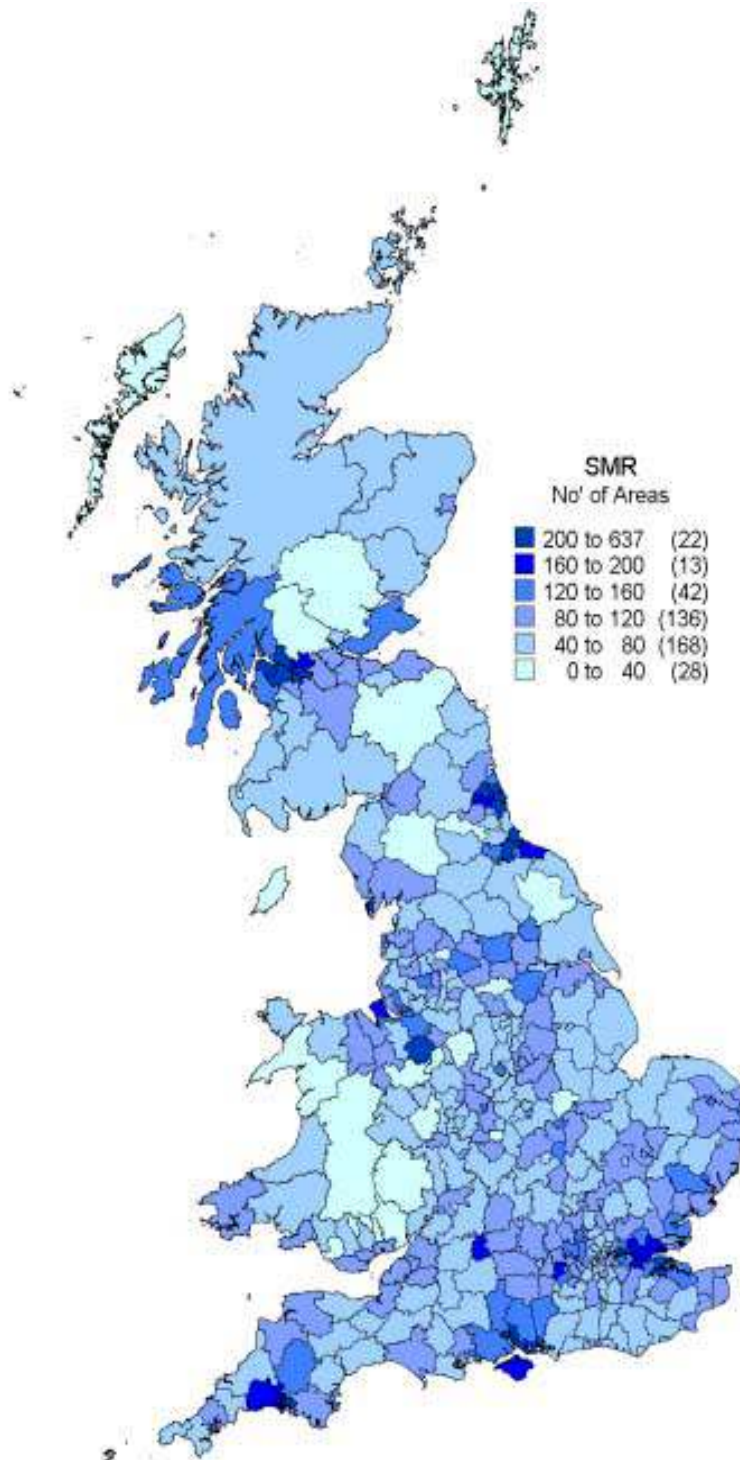 SMR
No' of Areas
200 to 637 (22)
160 to 200 (13)
120 to 160 (42)
80 to 120 (136)
40 to 80 (168)
0 to 40 (28)